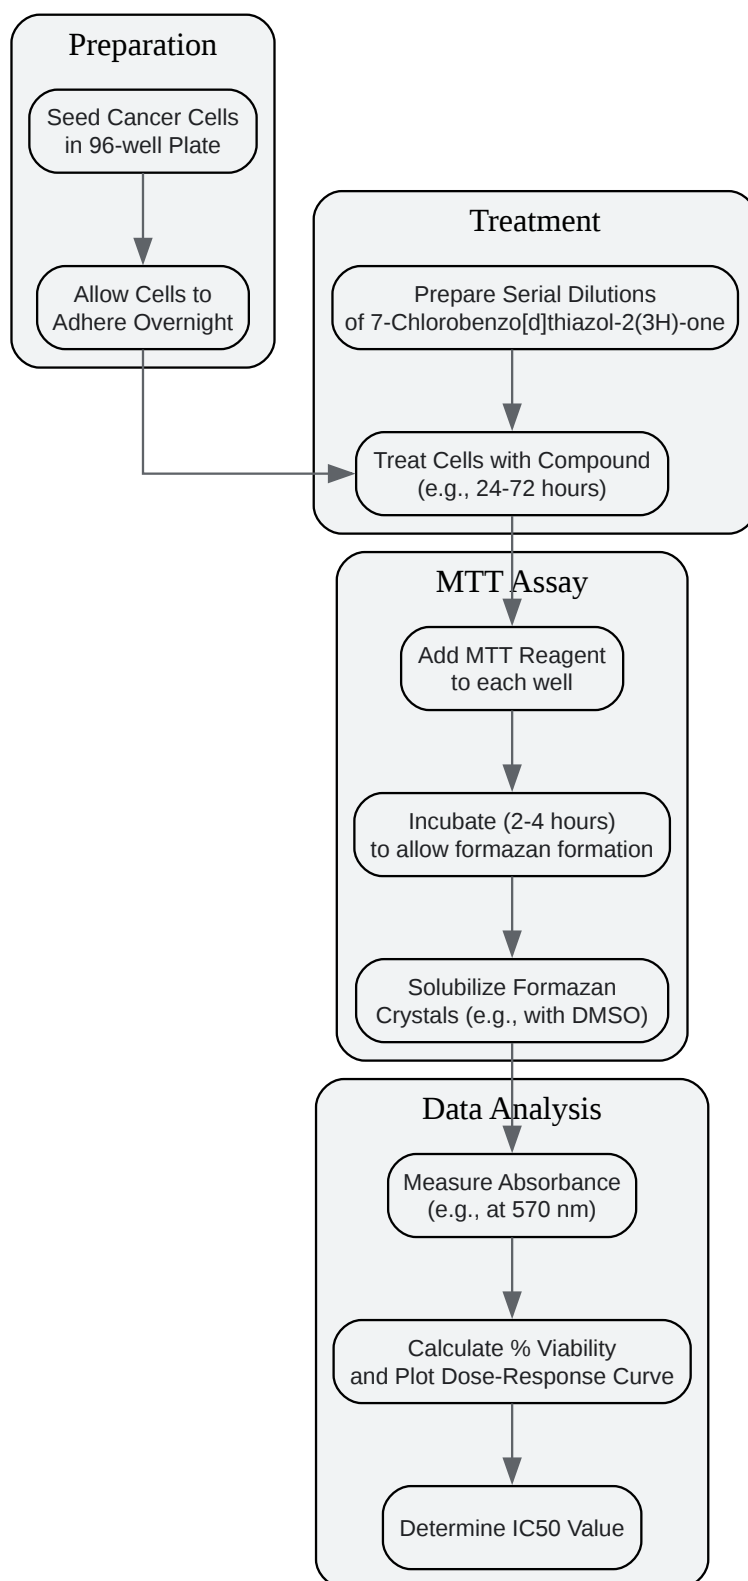 Preparation
Seed Cancer Cells
in 96-well Plate
Allow Cells to
Adhere Overnight
Treatment
Prepare Serial Dilutions
of 7-Chlorobenzo[d]thiazol-2(3H)-one
Treat Cells with Compound
(e.g., 24-72 hours)
MTT Assay
Add MTT Reagent
to each well
Incubate (2-4 hours)
to allow formazan formation
Solubilize Formazan
Crystals (e.g., with DMSO)
Data Analysis
Measure Absorbance
(e.g., at 570 nm)
Calculate % Viability
and Plot Dose-Response Curve
Determine IC50 Value